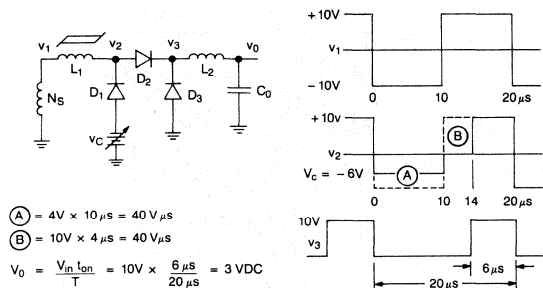 v1
L1
v2
D2
v3
L2
v0
NS
D1
vC
D3
C0
+10V
v1
−10V
0
10
20 μs
+10v
v2
B
VC = −6V
A
0
10
14
20 μs
10V
v3
6 μs
20 μs
A = 4V × 10 μs = 40 V μs
B = 10V × 4 μs = 40 Vμs
V0 = Vin ton / T = 10V × 6 μs / 20 μs = 3 VDC